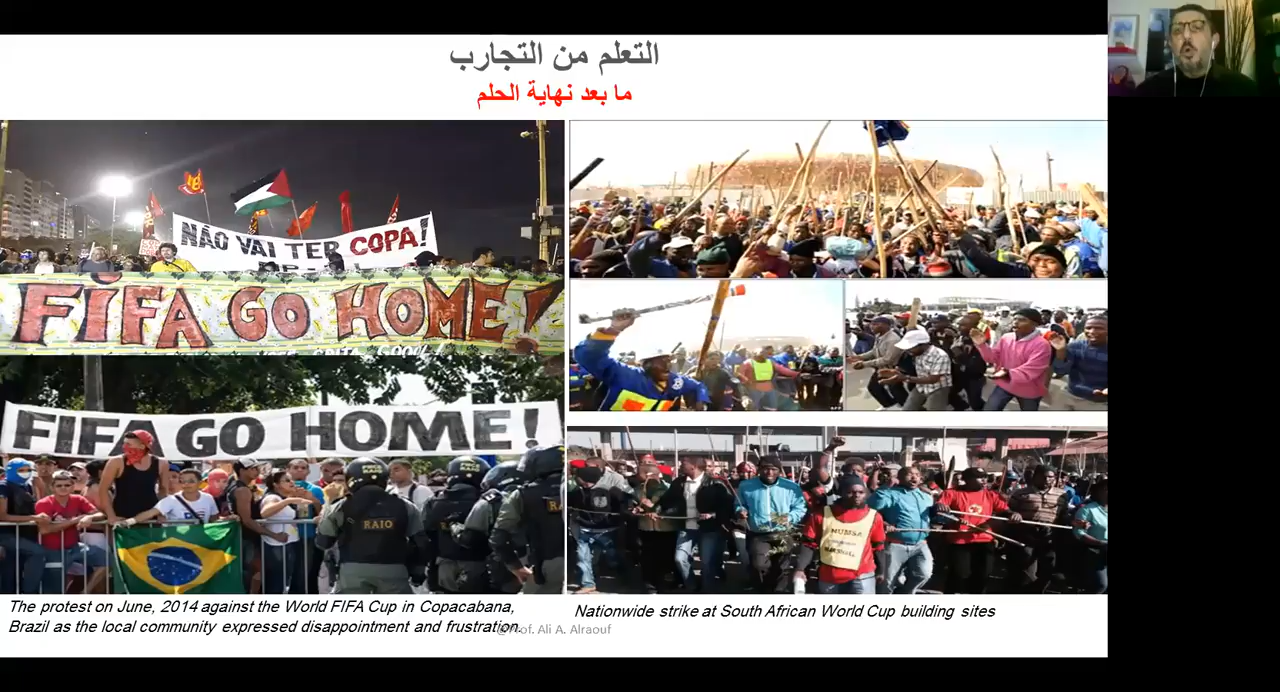 التعلم من التجارب
ما بعد نهاية الحلم
NÃO VAI TER COPA!
FIFA GO HOME!
FIFA GO HOME!
RAIO
NUMSA
The protest on June, 2014 against the World FIFA Cup in Copacabana,
Brazil as the local community expressed disappointment and frustration.
Nationwide strike at South African World Cup building sites
@Prof. Ali A. Alraouf